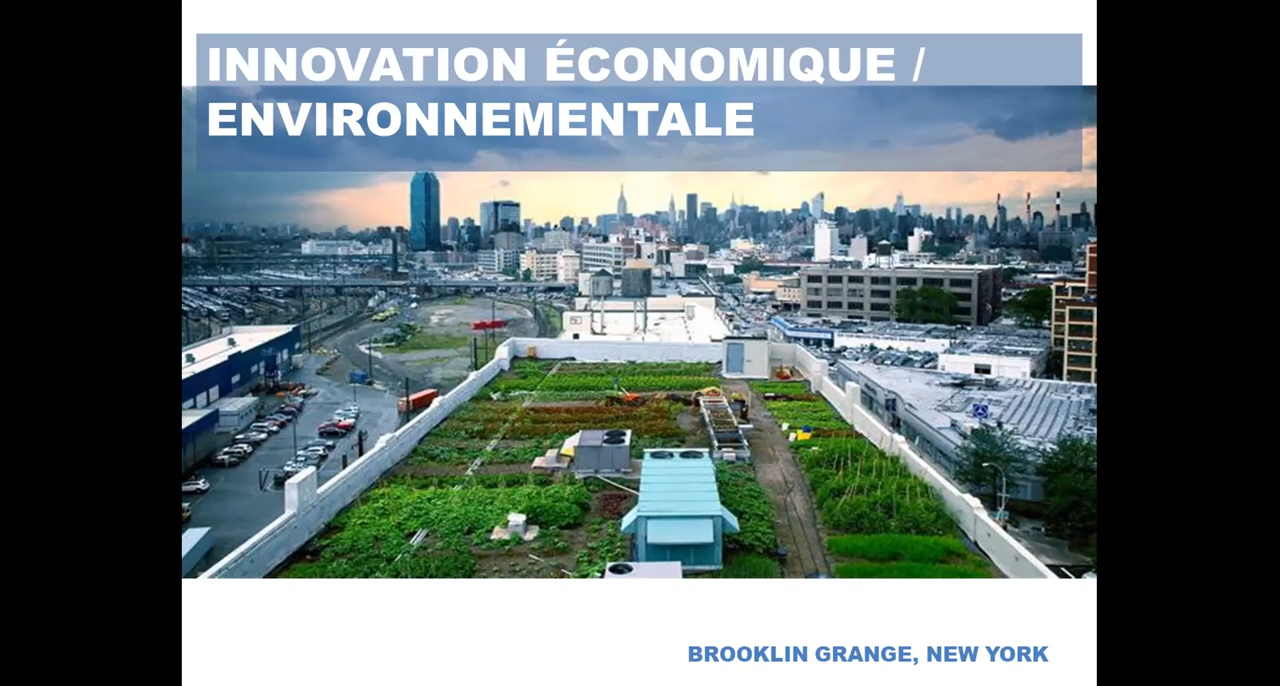 INNOVATION ÉCONOMIQUE /
ENVIRONNEMENTALE
BROOKLIN GRANGE, NEW YORK